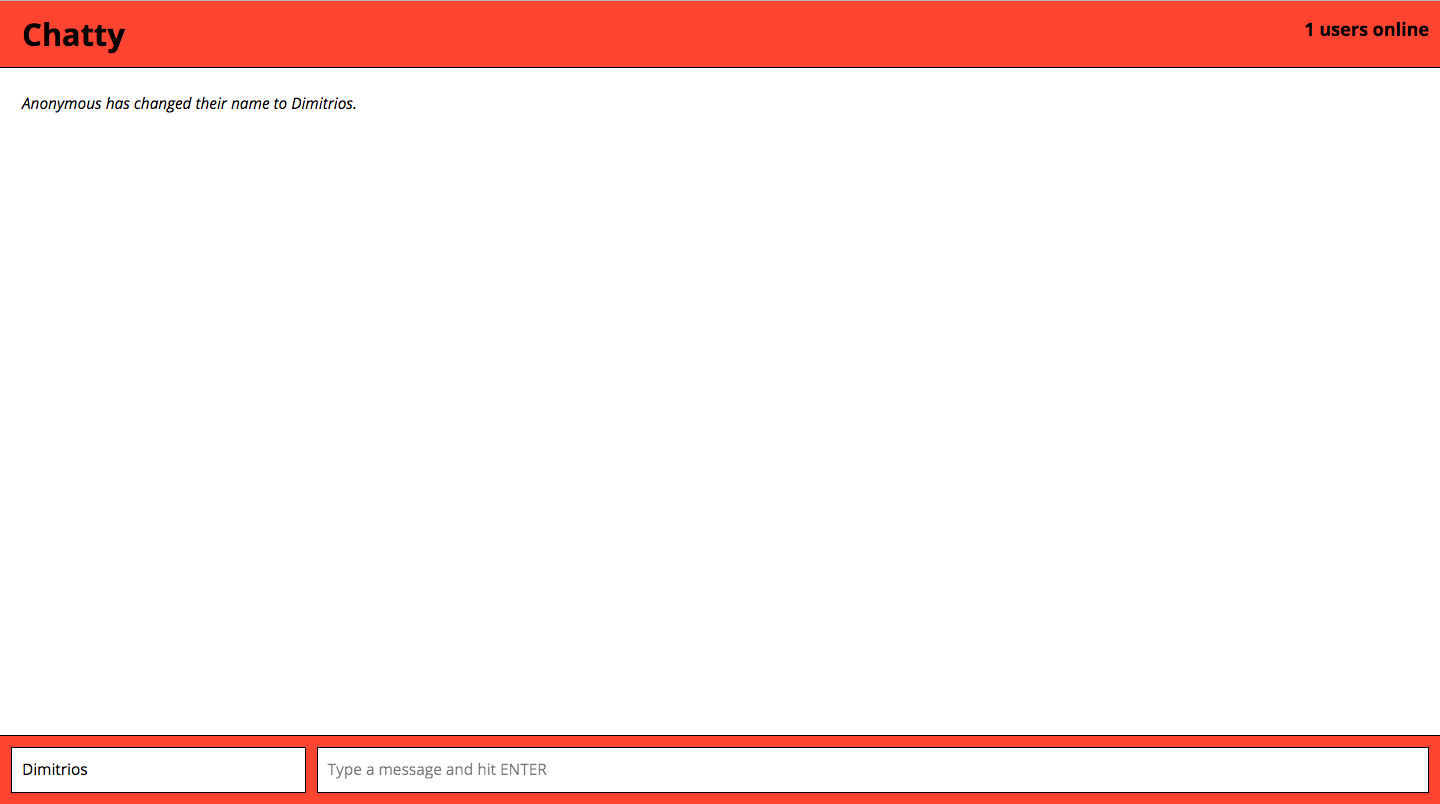 Chatty
1 users online
Anonymous has changed their name to Dimitrios.
Dimitrios
Type a message and hit ENTER